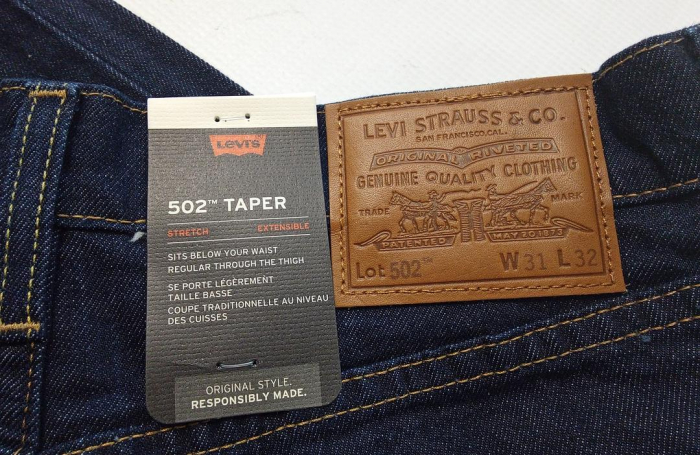 Levi's
502™ TAPER
STRETCH EXTENSIBLE
SITS BELOW YOUR WAIST
REGULAR THROUGH THE THIGH
SE PORTE LÉGÈREMENT
TAILLE BASSE
COUPE TRADITIONNELLE AU NIVEAU
DES CUISSES
ORIGINAL STYLE.
RESPONSIBLY MADE.
LEVI STRAUSS & CO.
SAN FRANCISCO.CAL.
ORIGINAL RIVETED
GENUINE QUALITY CLOTHING
TRADE MARK
PATENTED MAY 20 1873
Lot 502™ W 31 L 32